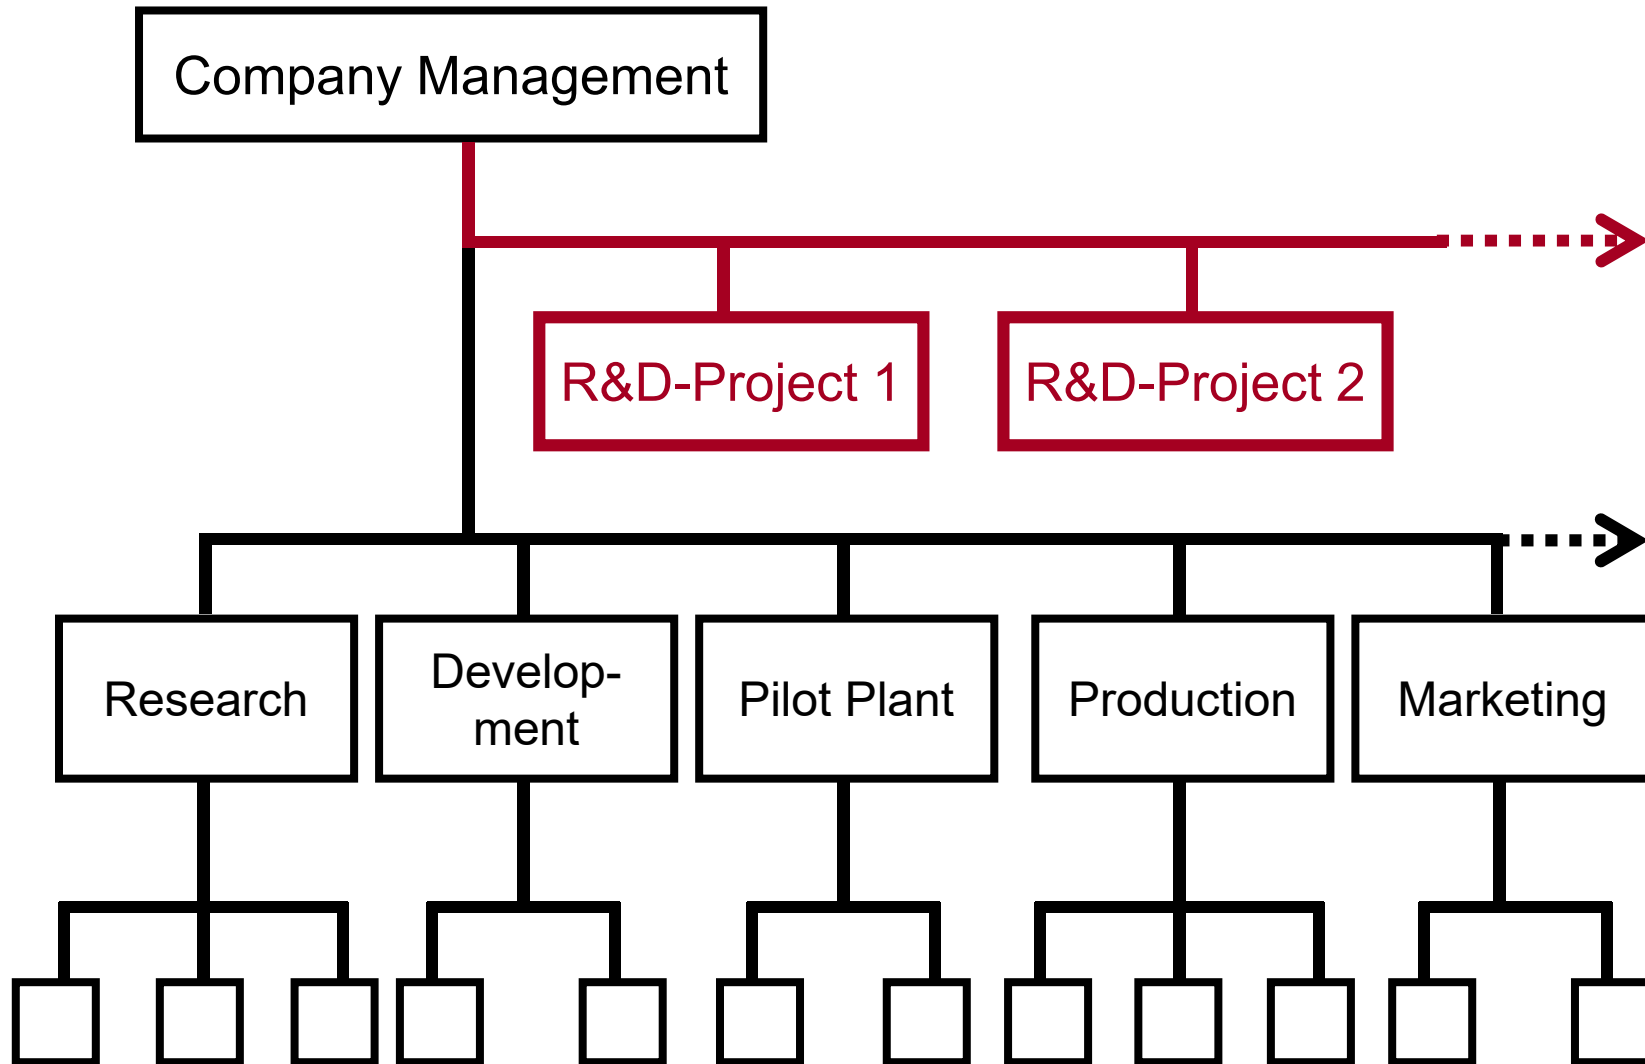 Company Management
R&D-Project 1
R&D-Project 2
Research
Develop-
ment
Pilot Plant
Production
Marketing